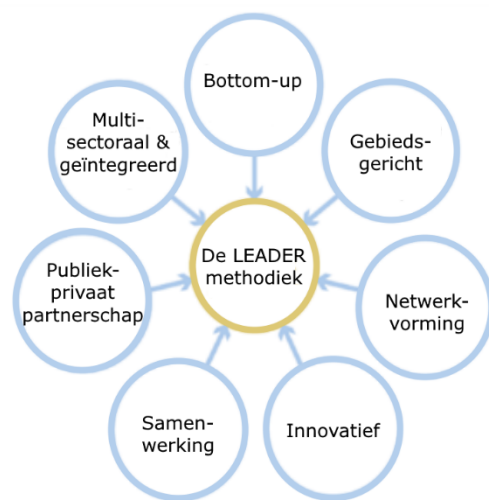 Bottom-up
Gebieds-
gericht
Netwerk-
vorming
Innovatief
Samen-
werking
Publiek-
privaat
partnerschap
Multi-
sectoraal &
geïntegreerd
De LEADER
methodiek